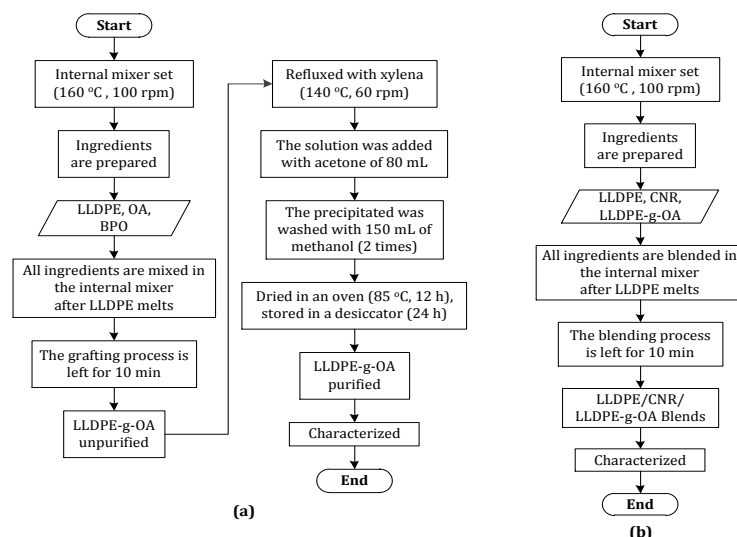 Start
Internal mixer set
(160 ºC , 100 rpm)
Ingredients
are prepared
LLDPE, OA,
BPO
All ingredients are mixed in
the internal mixer
after LLDPE melts
The grafting process is
left for 10 min
LLDPE-g-OA
unpurified
Refluxed with xylena
(140 ºC, 60 rpm)
The solution was added
with acetone of 80 mL
The precipitated was
washed with 150 mL of
methanol (2 times)
Dried in an oven (85 ºC, 12 h),
stored in a desiccator (24 h)
LLDPE-g-OA
purified
Characterized
End
(a)
Start
Internal mixer set
(160 ºC, 100 rpm)
Ingredients
are prepared
LLDPE, CNR,
LLDPE-g-OA
All ingredients are blended in
the internal mixer
after LLDPE melts
The blending process
is left for 10 min
LLDPE/CNR/
LLDPE-g-OA Blends
Characterized
End
(b)